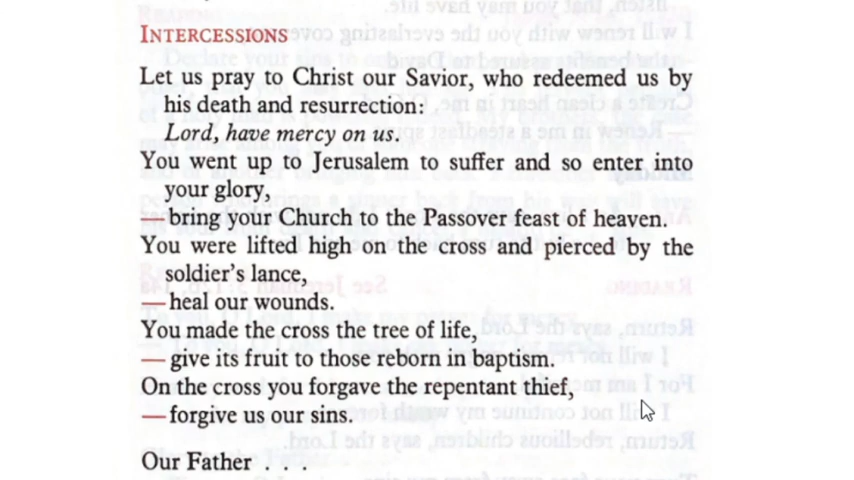 INTERCESSIONS
Let us pray to Christ our Savior, who redeemed us by
his death and resurrection:
Lord, have mercy on us.
You went up to Jerusalem to suffer and so enter into
your glory,
—bring your Church to the Passover feast of heaven.
You were lifted high on the cross and pierced by the
soldier's lance,
—heal our wounds.
You made the cross the tree of life,
— give its fruit to those reborn in baptism.
On the cross you forgave the repentant thief,
—forgive us our sins.
Our Father . . .